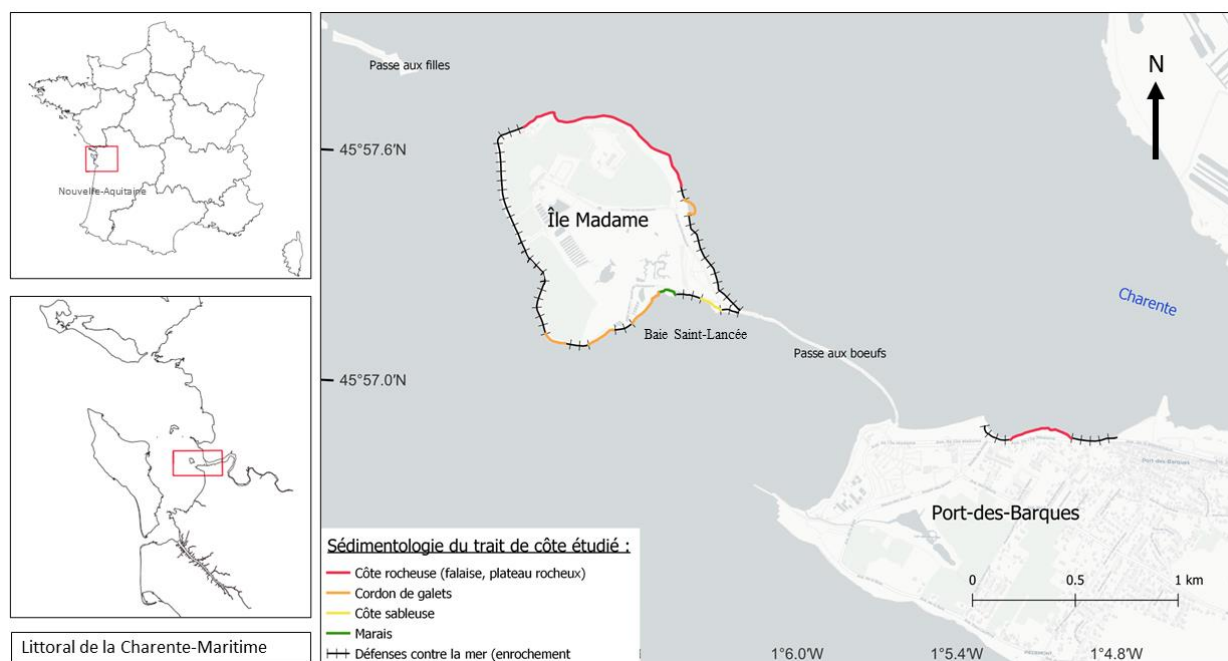 Nouvelle-Aquitaine
Littoral de la Charente-Maritime
Passe aux filles
N
45°57.6'N
Île Madame
Charente
Baie Saint-Lancée
Passe aux boeufs
45°57.0'N
Port-des-Barques
Port-des-Barques
Sédimentologie du trait de côte étudié :
Côte rocheuse (falaise, plateau rocheux)
Cordon de galets
Côte sableuse
Marais
Défenses contre la mer (enrochement
0 0.5 1 km
1°6.0'W 1°5.4'W 1°4.8'W